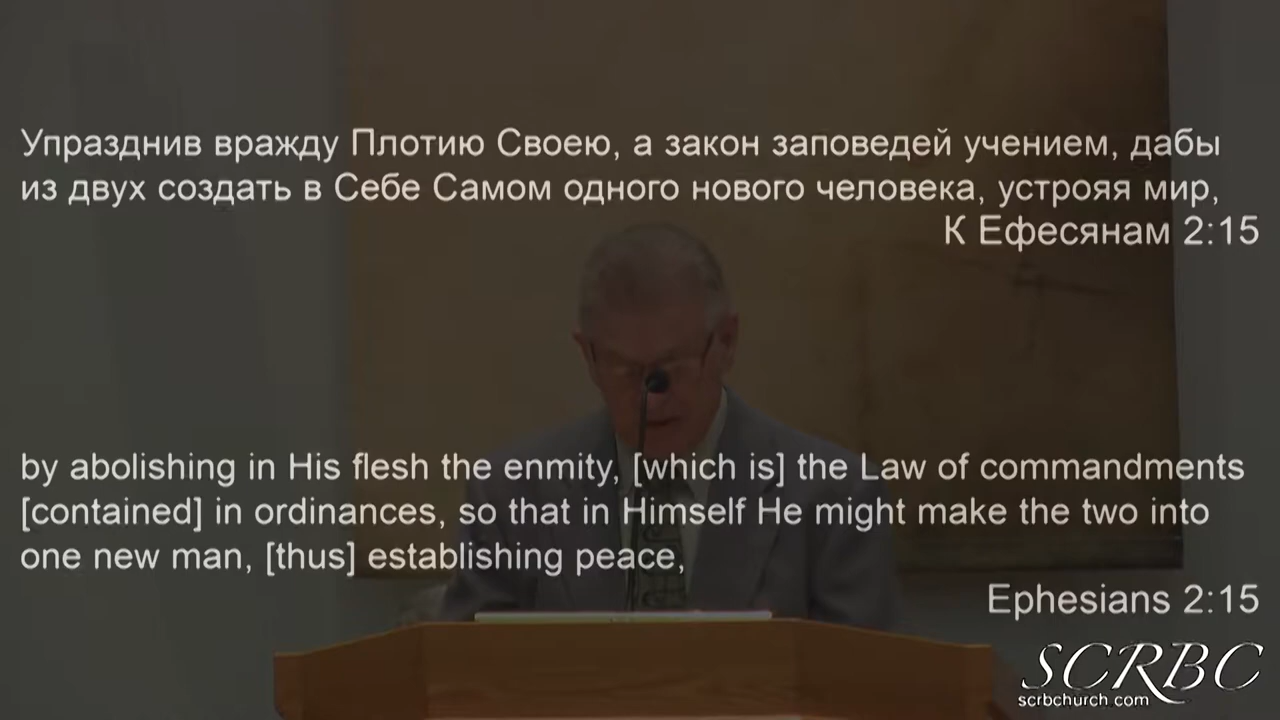 Упразднив вражду Плотию Своею, а закон заповедей учением, дабы
из двух создать в Себе Самом одного нового человека, устрояя мир,
К Ефесянам 2:15
by abolishing in His flesh the enmity, [which is] the Law of commandments
[contained] in ordinances, so that in Himself He might make the two into
one new man, [thus] establishing peace,
Ephesians 2:15
SCRBC
scrbchurch.com